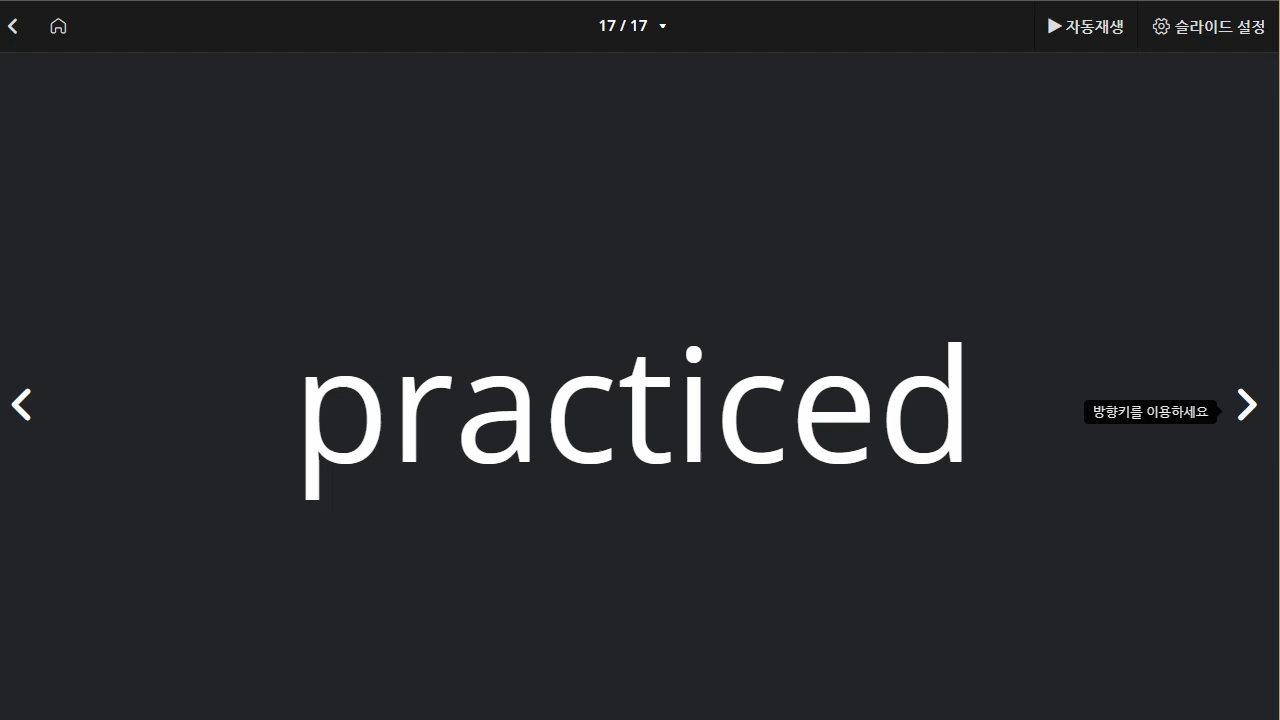 17 / 17
자동재생
슬라이드 설정
practiced
방향키를 이용하세요